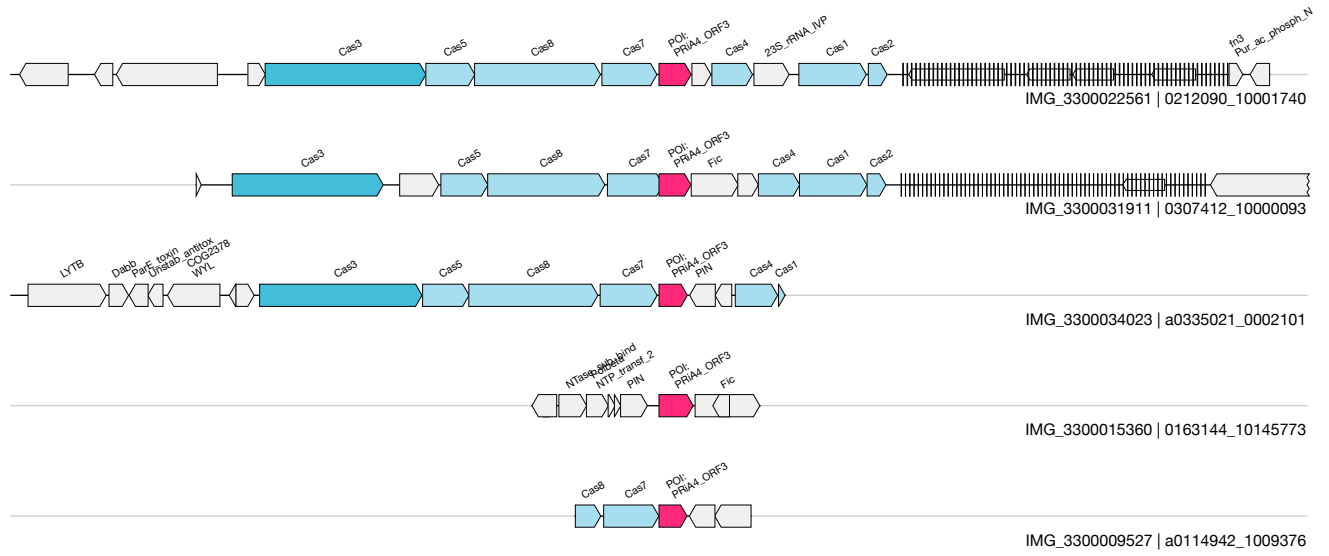 Cas3
Cas5
Cas8
Cas7
POI:
PRiA4_ORF3
Cas4
23S_rRNA_IVP
Cas1
Cas2
fn3
Pur_ac_phosph_N
IMG_3300022561 | 0212090_10001740
Cas3
Cas5
Cas8
Cas7
POI:
PRiA4_ORF3
Fic
Cas4
Cas1
Cas2
IMG_3300031911 | 0307412_10000093
LYTB
Dabb
ParE_toxin
Unstab_antitox
COG2378
WYL
Cas3
Cas5
Cas8
Cas7
POI:
PRiA4_ORF3
PIN
Cas4
Cas1
IMG_3300034023 | a0335021_0002101
NTase_sub_bind
Polbeta
NTP_transf_2
PIN
POI:
PRiA4_ORF3
Fic
IMG_3300015360 | 0163144_10145773
Cas8
Cas7
POI:
PRiA4_ORF3
IMG_3300009527 | a0114942_1009376